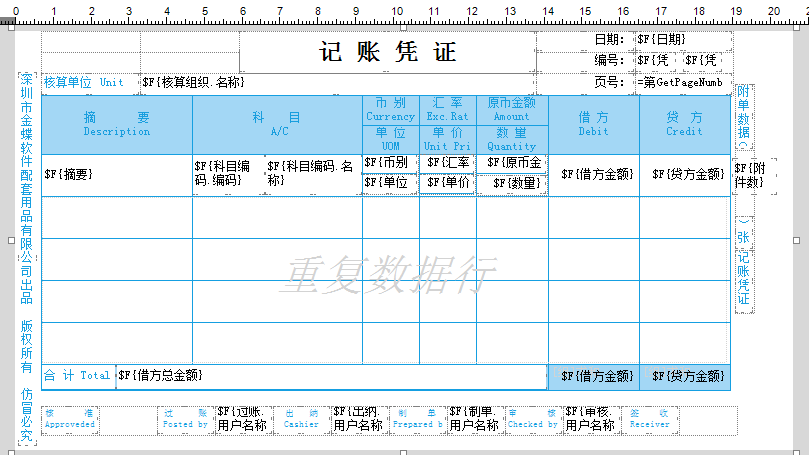 0 1 2 3 4 5 6 7 8 9 10 11 12 13 14 15 16 17 18 19 20
记 账 凭 证
日期： $F{日期}
编号： $F{凭 $F{凭
核算单位 Unit $F{核算组织.名称} 页号： =第GetPageNumb
摘 要 科 目 币 别 汇 率 原币金额 借 方 贷 方
Description A/C Currency Exc.Rat Amount Debit Credit
单 位 单 价 数 量
UOM Unit Pri Quantity
$F{摘要} $F{科目编码.编码} $F{科目编码.名称} $F{币别 $F{汇率 $F{原币金 $F{借方金额} $F{贷方金额} $F{附件数}
$F{单位 $F{单价 $F{数量}
重复数据行
合 计 Total $F{借方总金额} $F{借方金额} $F{贷方金额}
核 准 过 账 $F{过账.用户名称 出 纳 $F{出纳.用户名称 制 单 $F{制单.用户名称 审 核 $F{审核.用户名称 签 收
Approveded Posted by Cashier Prepared b Checked by Receiver
深圳市金蝶软件配套用品有限公司出品 版权所有 仿冒必究
附单数据(
)张
记账凭证